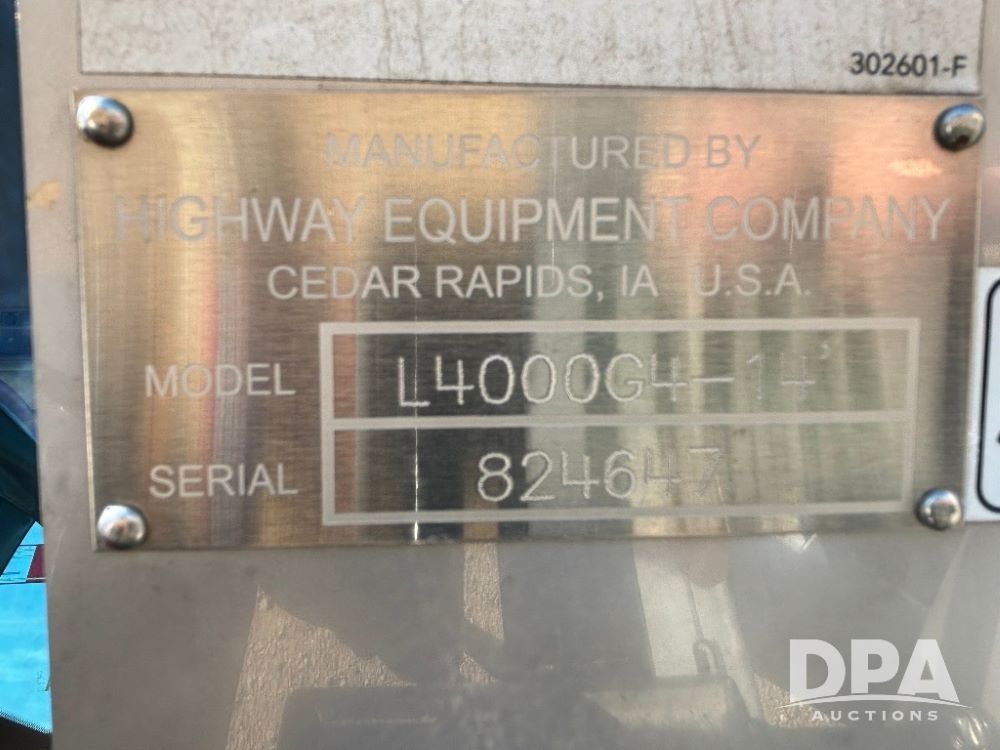 302601-F
MANUFACTURED BY
HIGHWAY EQUIPMENT COMPANY
CEDAR RAPIDS, IA U.S.A.
MODEL L4000G4-14'
SERIAL 824647
DPA
AUCTIONS